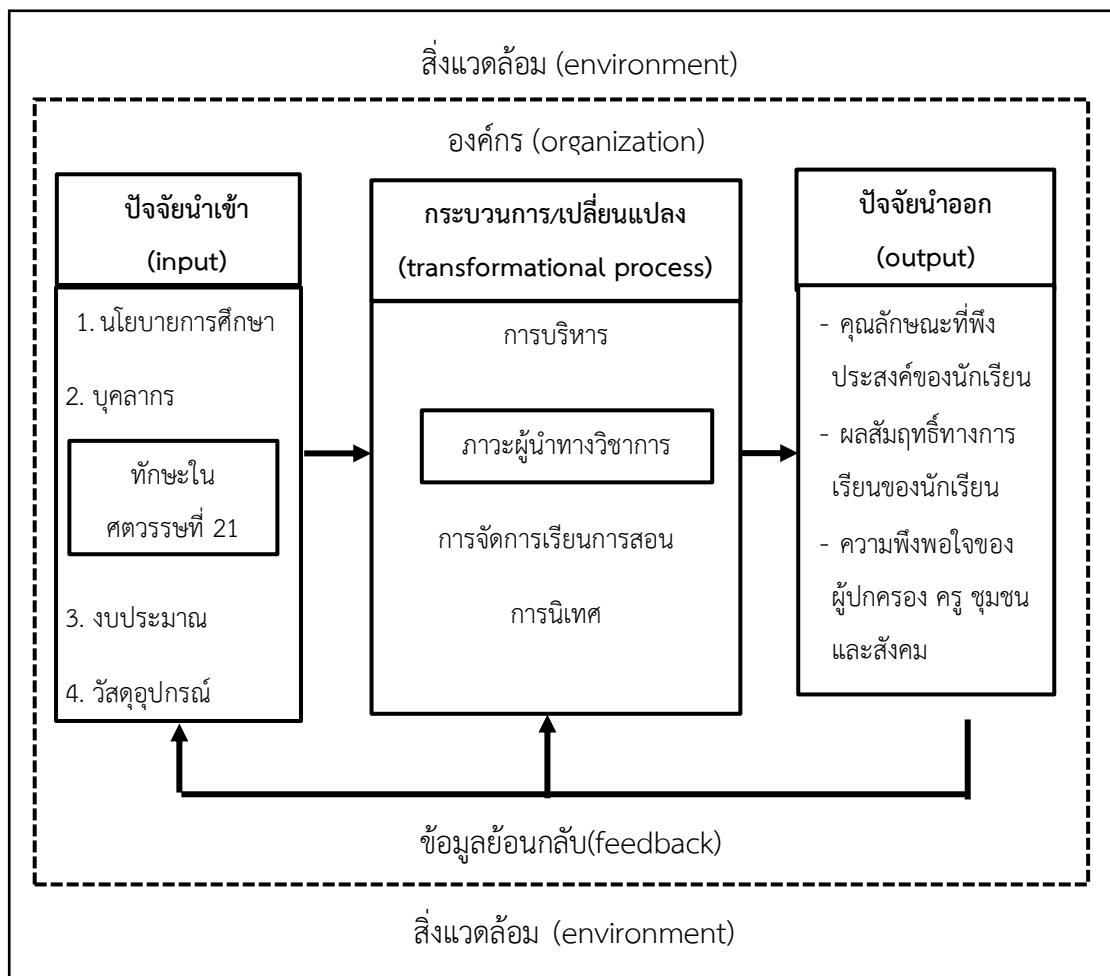 สิ่งแวดล้อม (environment)
องค์กร (organization)
ปัจจัยนำเข้า
(input)
1. นโยบายการศึกษา
2. บุคลากร
ทักษะใน
ศตวรรษที่ 21
3. งบประมาณ
4. วัสดุอุปกรณ์
กระบวนการ/เปลี่ยนแปลง
(transformational process)
การบริหาร
ภาวะผู้นำทางวิชาการ
การจัดการเรียนการสอน
การนิเทศ
ปัจจัยนำออก
(output)
- คุณลักษณะที่พึง
ประสงค์ของนักเรียน
- ผลสัมฤทธิ์ทางการ
เรียนของนักเรียน
- ความพึงพอใจของ
ผู้ปกครอง ครู ชุมชน
และสังคม
ข้อมูลย้อนกลับ(feedback)
สิ่งแวดล้อม (environment)